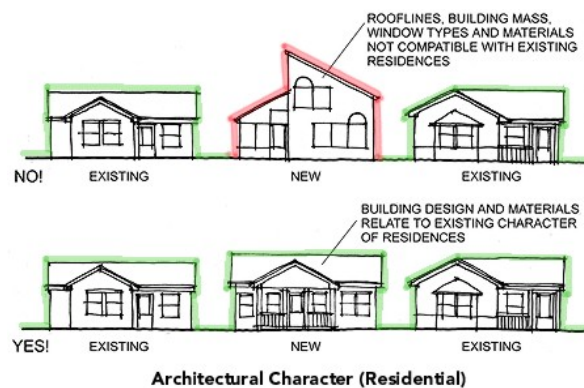 ROOFLINES, BUILDING MASS,
WINDOW TYPES AND MATERIALS
NOT COMPATIBLE WITH EXISTING
RESIDENCES
NO!
EXISTING
NEW
EXISTING
BUILDING DESIGN AND MATERIALS
RELATE TO EXISTING CHARACTER
OF RESIDENCES
YES!
EXISTING
NEW
EXISTING
Architectural Character (Residential)